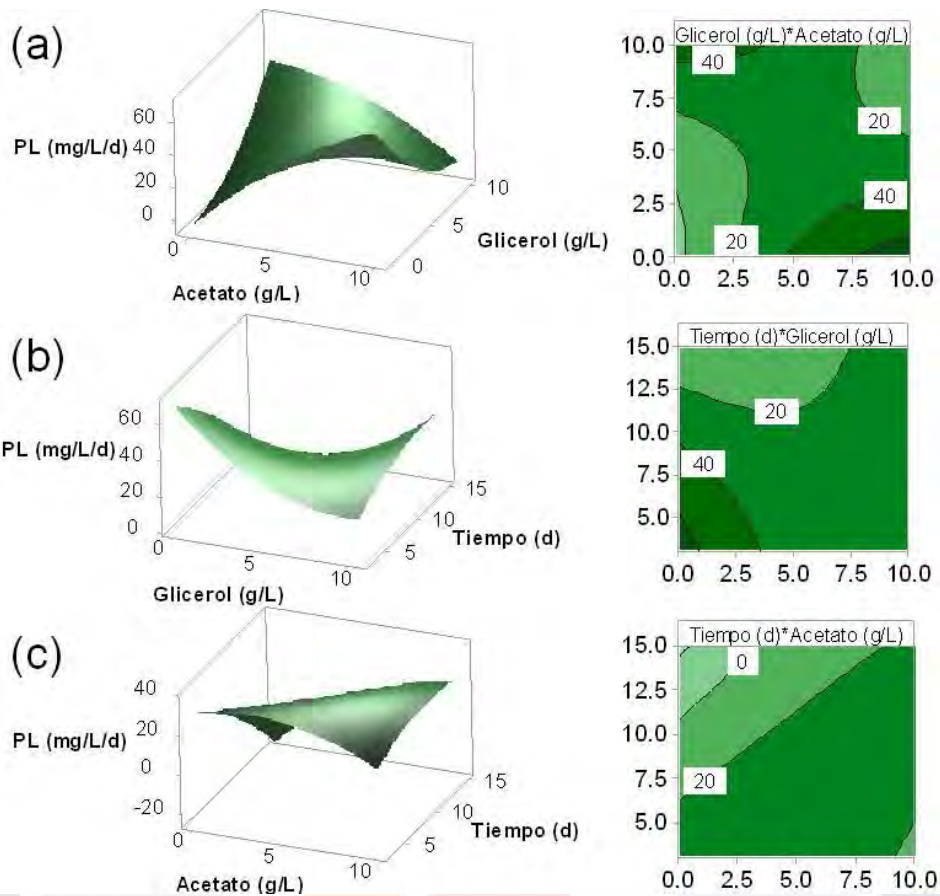 (a)
60
PL (mg/L/d)
40
20
0
0
5
10
Acetato (g/L)
0
5
10
Glicerol (g/L)
Glicerol (g/L)*Acetato (g/L)
10.0
7.5
5.0
2.5
0.0
40
20
40
20
0.0 2.5 5.0 7.5 10.0
(b)
60
PL (mg/L/d)
40
20
0
0
5
10
Glicerol (g/L)
5
10
15
Tiempo (d)
Tiempo (d)*Glicerol (g/L)
15.0
12.5
10.0
7.5
5.0
20
40
0.0 2.5 5.0 7.5 10.0
(c)
40
20
PL (mg/L/d)
0
-20
0
5
10
Acetato (g/L)
5
10
15
Tiempo (d)
Tiempo (d)*Acetato (g/L)
15.0
12.5
10.0
7.5
5.0
0
20
0.0 2.5 5.0 7.5 10.0